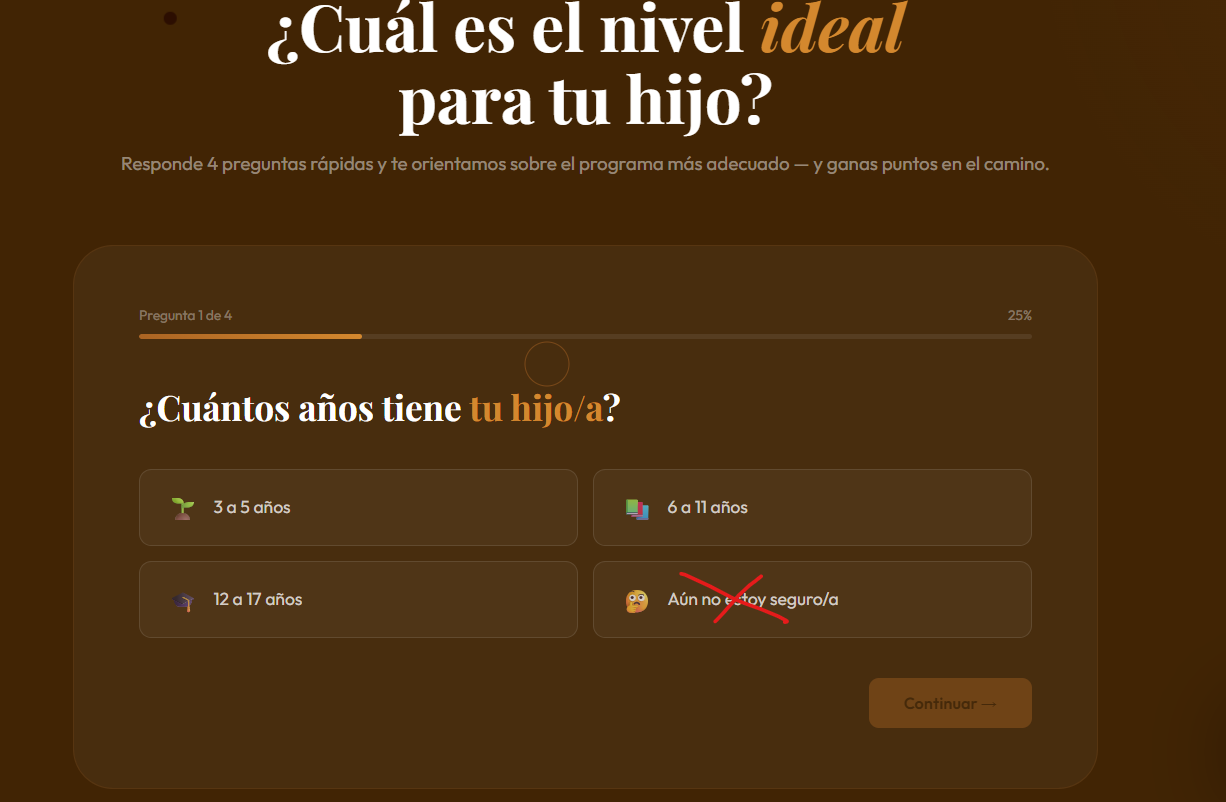 ¿Cuál es el nivel ideal
para tu hijo?
Responde 4 preguntas rápidas y te orientamos sobre el programa más adecuado — y ganas puntos en el camino.
Pregunta 1 de 4
25%
¿Cuántos años tiene tu hijo/a?
3 a 5 años
6 a 11 años
12 a 17 años
Aún no estoy seguro/a
Continuar →